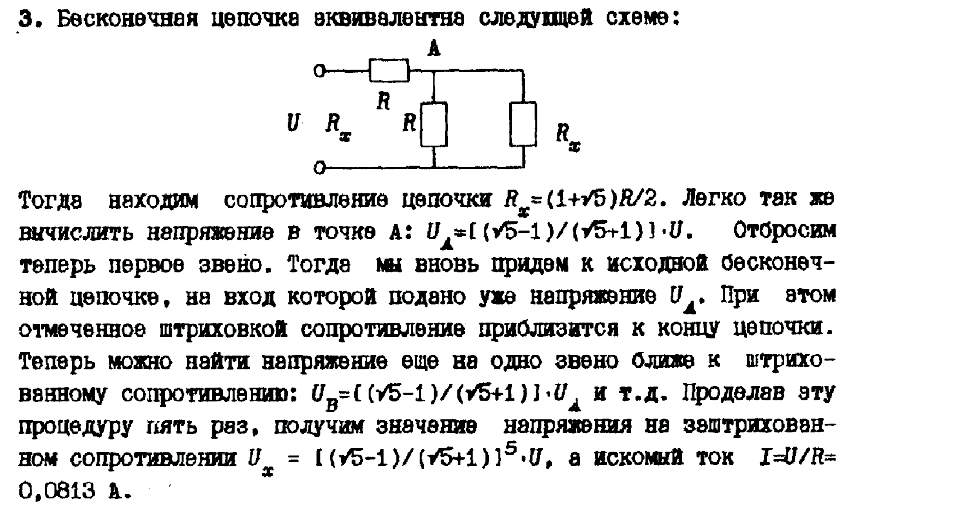 3. Бесконечная цепочка эквивалентна следующей схеме:
A
R
U R_x R R_x
Тогда находим сопротивление цепочки R_x=(1+√5)R/2. Легко так же
вычислить напряжение в точке А: U_A=[(√5-1)/(√5+1)]·U. Отбросим
теперь первое звено. Тогда мы вновь придем к исходной бесконеч-
ной цепочке, на вход которой подано уже напряжение U_A. При этом
отмеченное штриховкой сопротивление приблизится к концу цепочки.
Теперь можно найти напряжение еще на одно звено ближе к штрихо-
ванному сопротивлению: U_B=[(√5-1)/(√5+1)]·U_A и т.д. Проделав эту
процедуру пять раз, получим значение напряжения на заштрихован-
ном сопротивлении U_x = [(√5-1)/(√5+1)]^5·U, а искомый ток I=U/R=
0,0813 А.